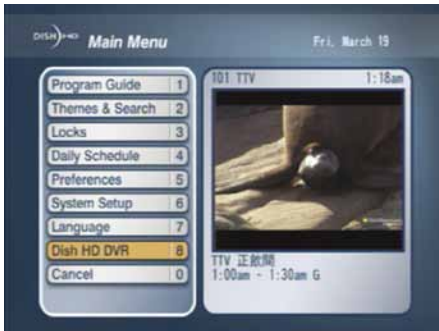 DISH HD Main Menu
Fri, March 19
Program Guide 1
Themes & Search 2
Locks 3
Daily Schedule 4
Preferences 5
System Setup 6
Language 7
Dish HD DVR 8
Cancel 0
101 TTV 1:18am
TTV 正歕間
1:00am - 1:30am G